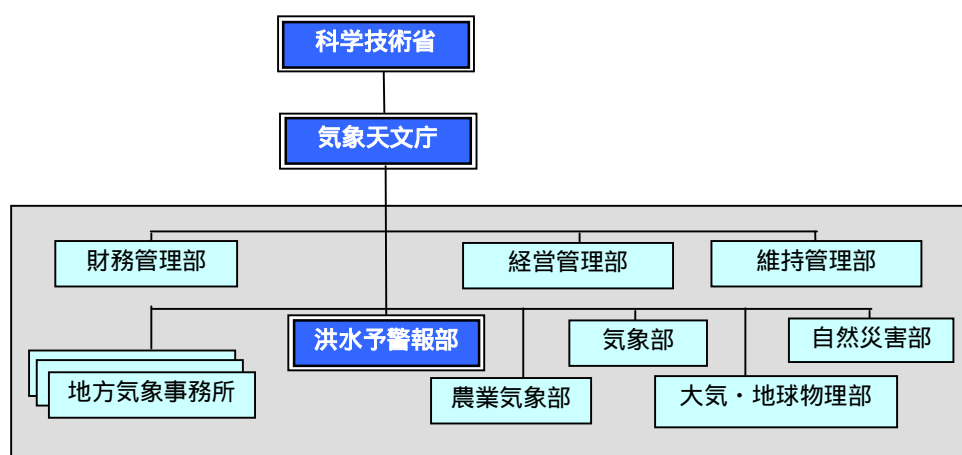 科学技術省
気象天文庁
財務管理部
経営管理部
維持管理部
洪水予警報部
気象部
自然災害部
地方気象事務所
農業気象部
大気・地球物理部